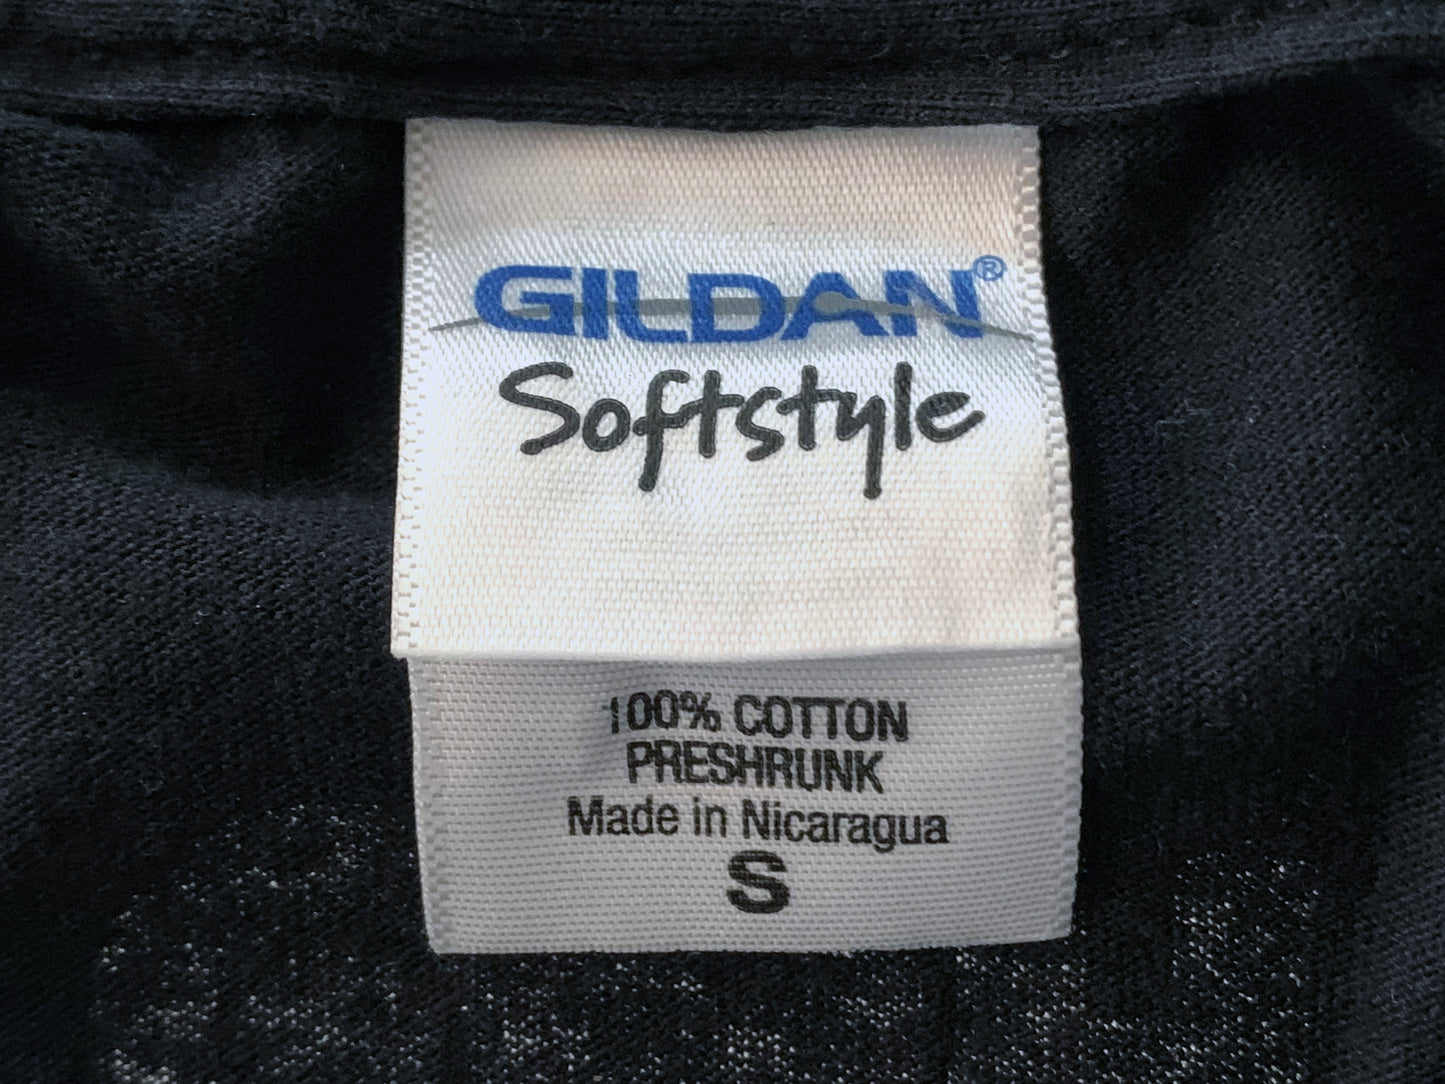 GILDAN®
Softstyle
100% COTTON
PRESHRUNK
Made in Nicaragua
S